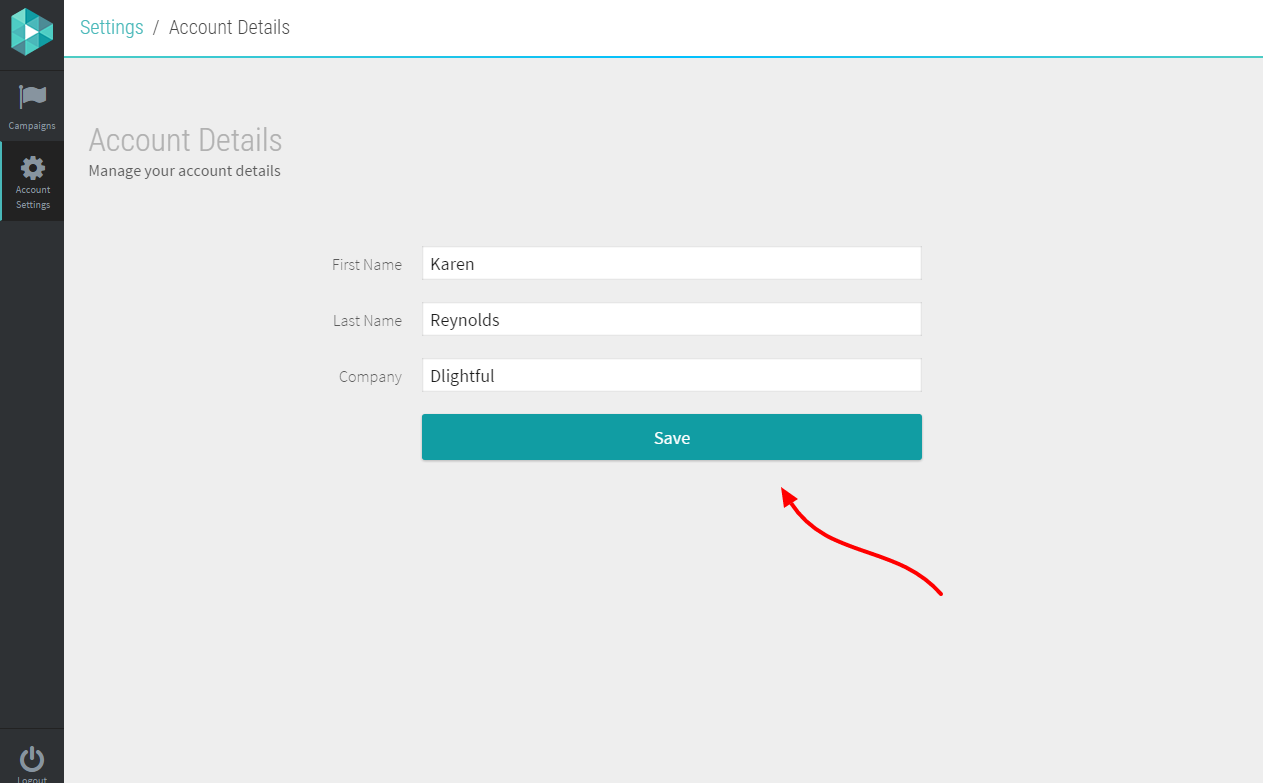 Settings / Account Details
Campaigns
Account
Settings
Account Details
Manage your account details
First Name Karen
Last Name Reynolds
Company Dlightful
Save
Logout